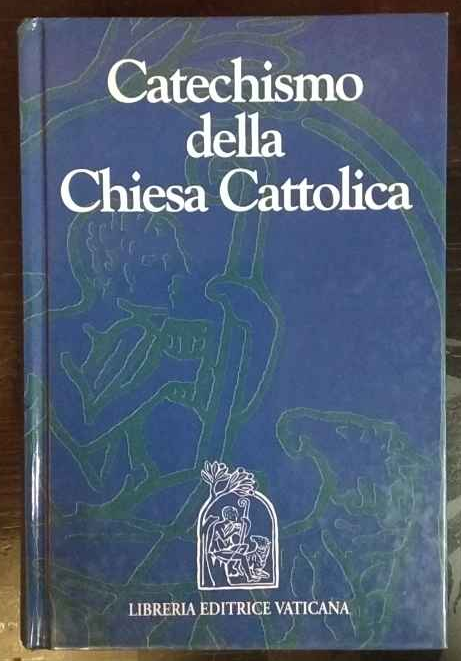 Catechismo
della
Chiesa Cattolica
LIBRERIA EDITRICE VATICANA